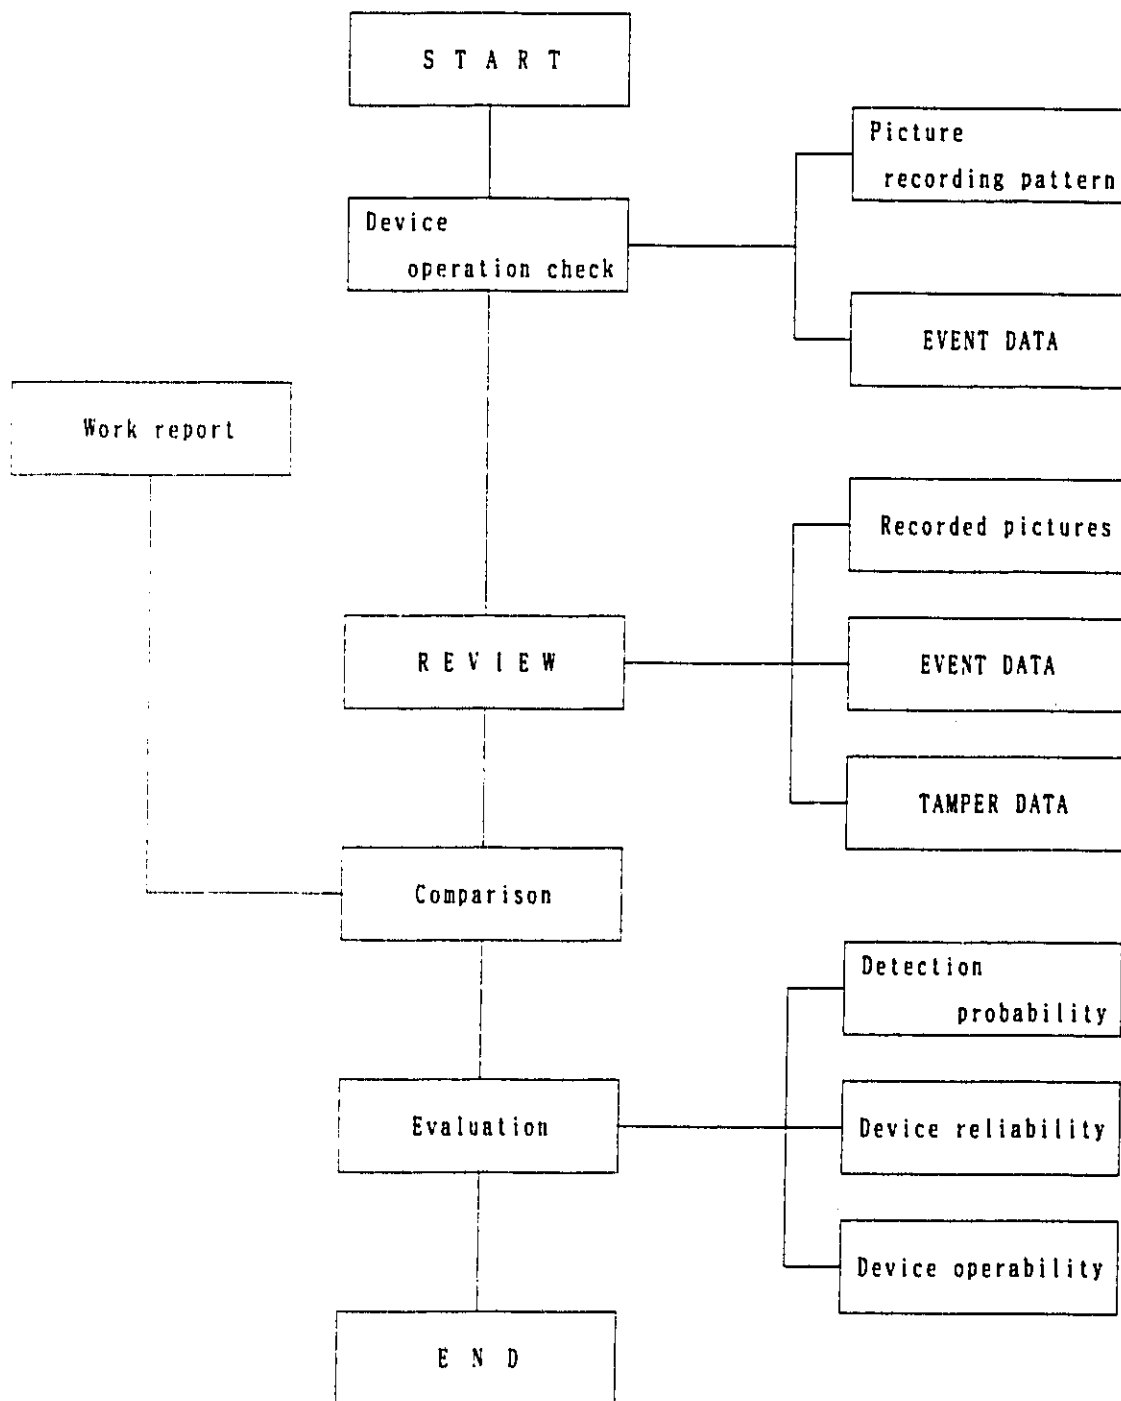 START
Picture
recording pattern
Device
operation check
EVENT DATA
Work report
Recorded pictures
REVIEW
EVENT DATA
TAMPER DATA
Comparison
Detection
probability
Evaluation
Device reliability
Device operability
END